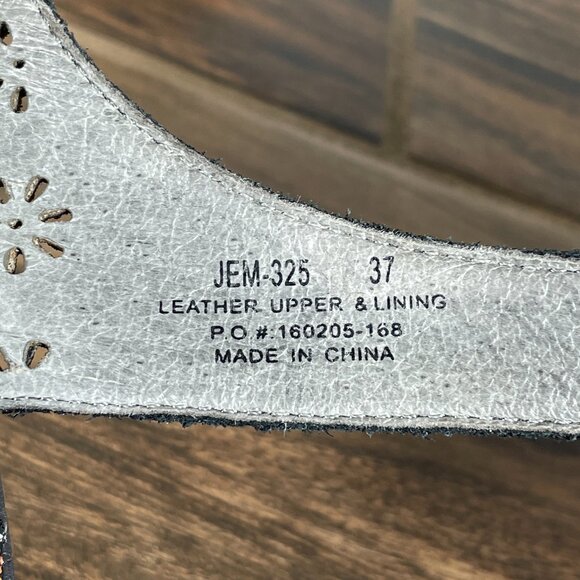 JEM-325 37
LEATHER UPPER & LINING
P.O #: 160205-168
MADE IN CHINA